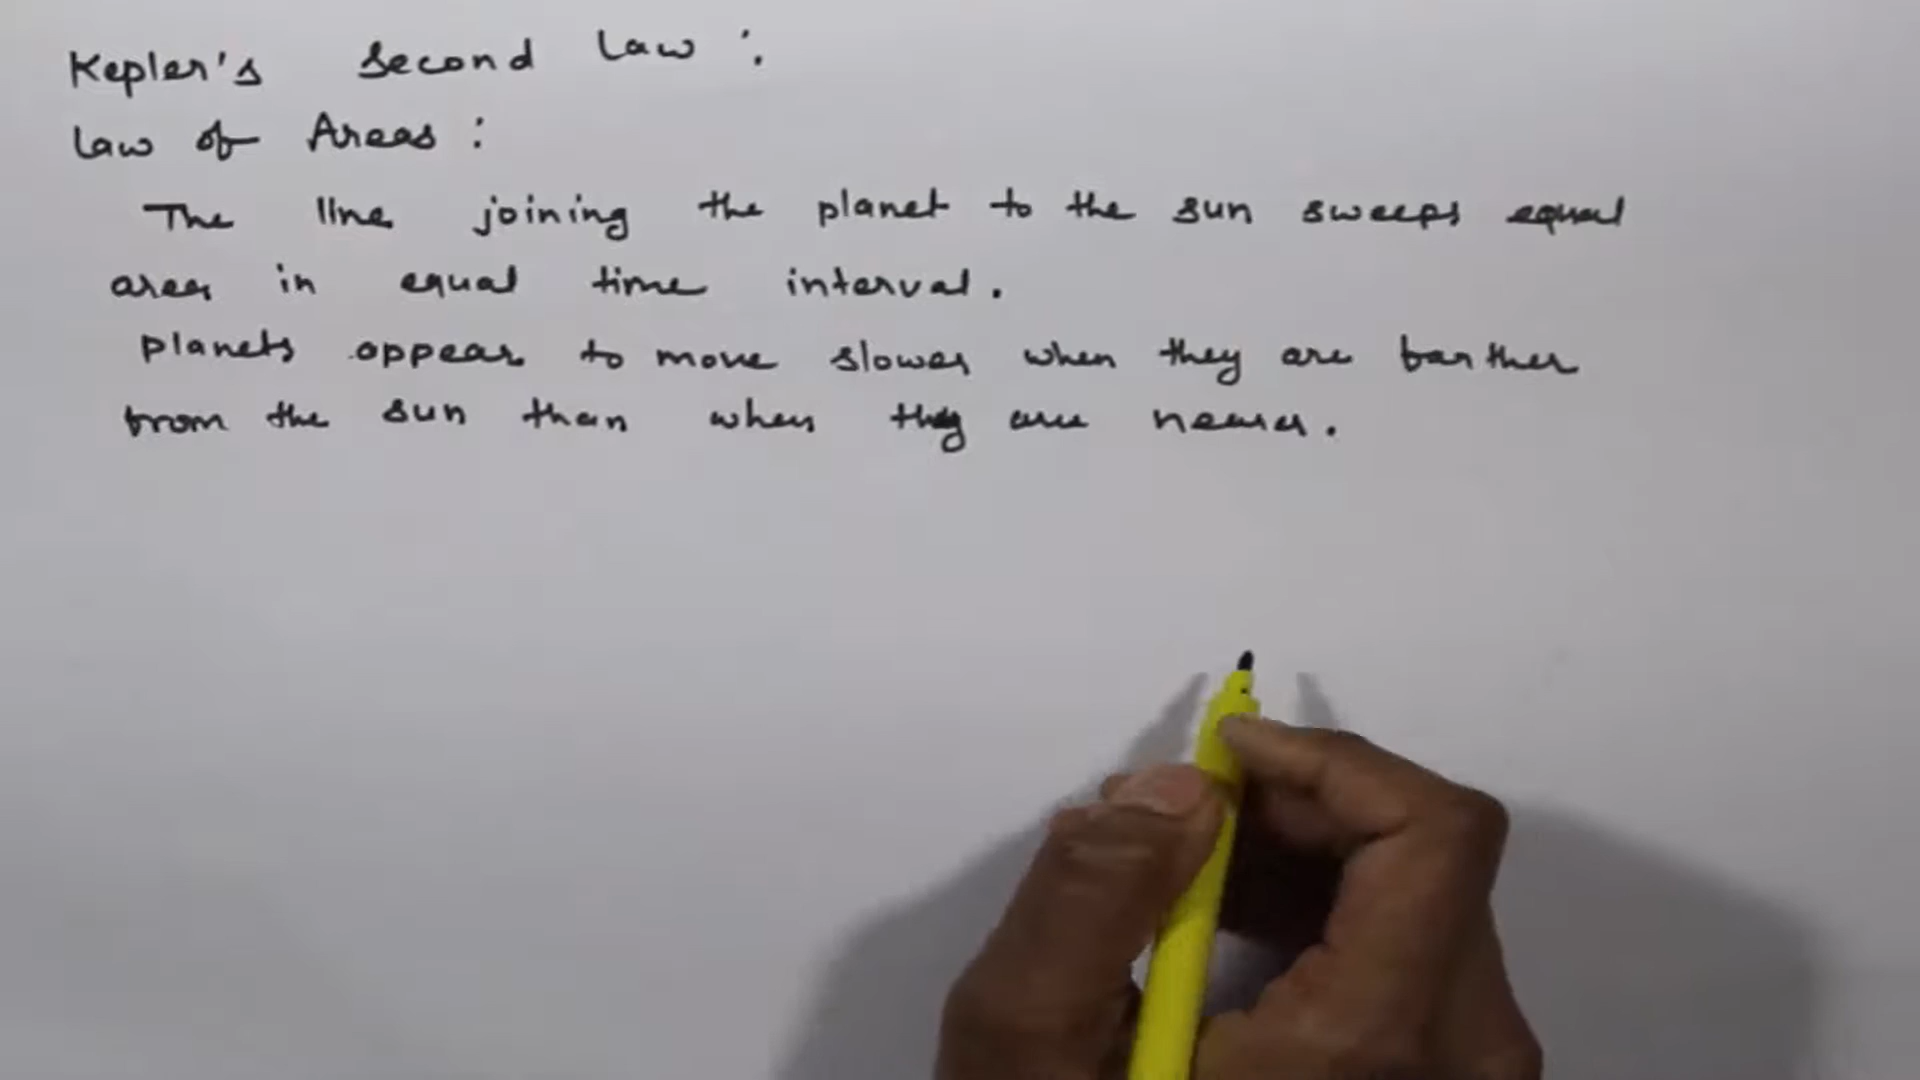 Kepler's second law :
Law of Areas :
The line joining the planet to the sun sweeps equal
area in equal time interval.
Planets appear to move slower when they are farther
from the sun than when they are nearer.